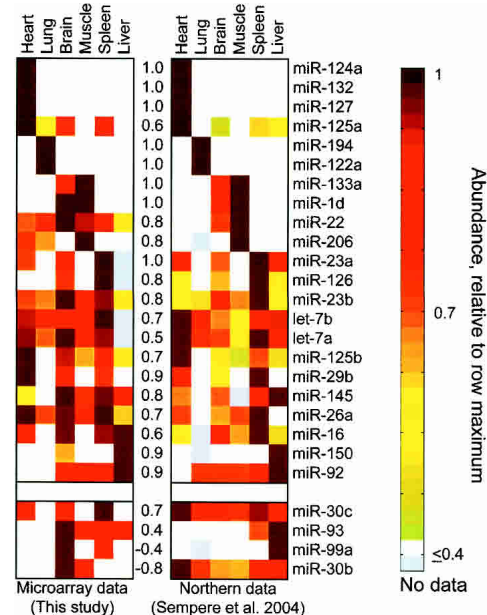 Heart Lung Brain Muscle Spleen Liver Heart Lung Brain Muscle Spleen Liver
1.0 miR-124a
1.0 miR-132
1.0 miR-127
0.6 miR-125a
1.0 miR-194
1.0 miR-122a
1.0 miR-133a
1.0 miR-1d
0.8 miR-22
0.8 miR-206
1.0 miR-23a
0.8 miR-126
0.8 miR-23b
0.7 let-7b
0.5 let-7a
0.7 miR-125b
0.9 miR-29b
0.8 miR-145
0.7 miR-26a
0.6 miR-16
0.9 miR-150
0.9 miR-92
0.7 miR-30c
0.4 miR-93
-0.4 miR-99a
-0.8 miR-30b
Microarray data
(This study)
Northern data
(Sempere et al. 2004)
1
0.7
≤0.4
No data
Abundance, relative to row maximum